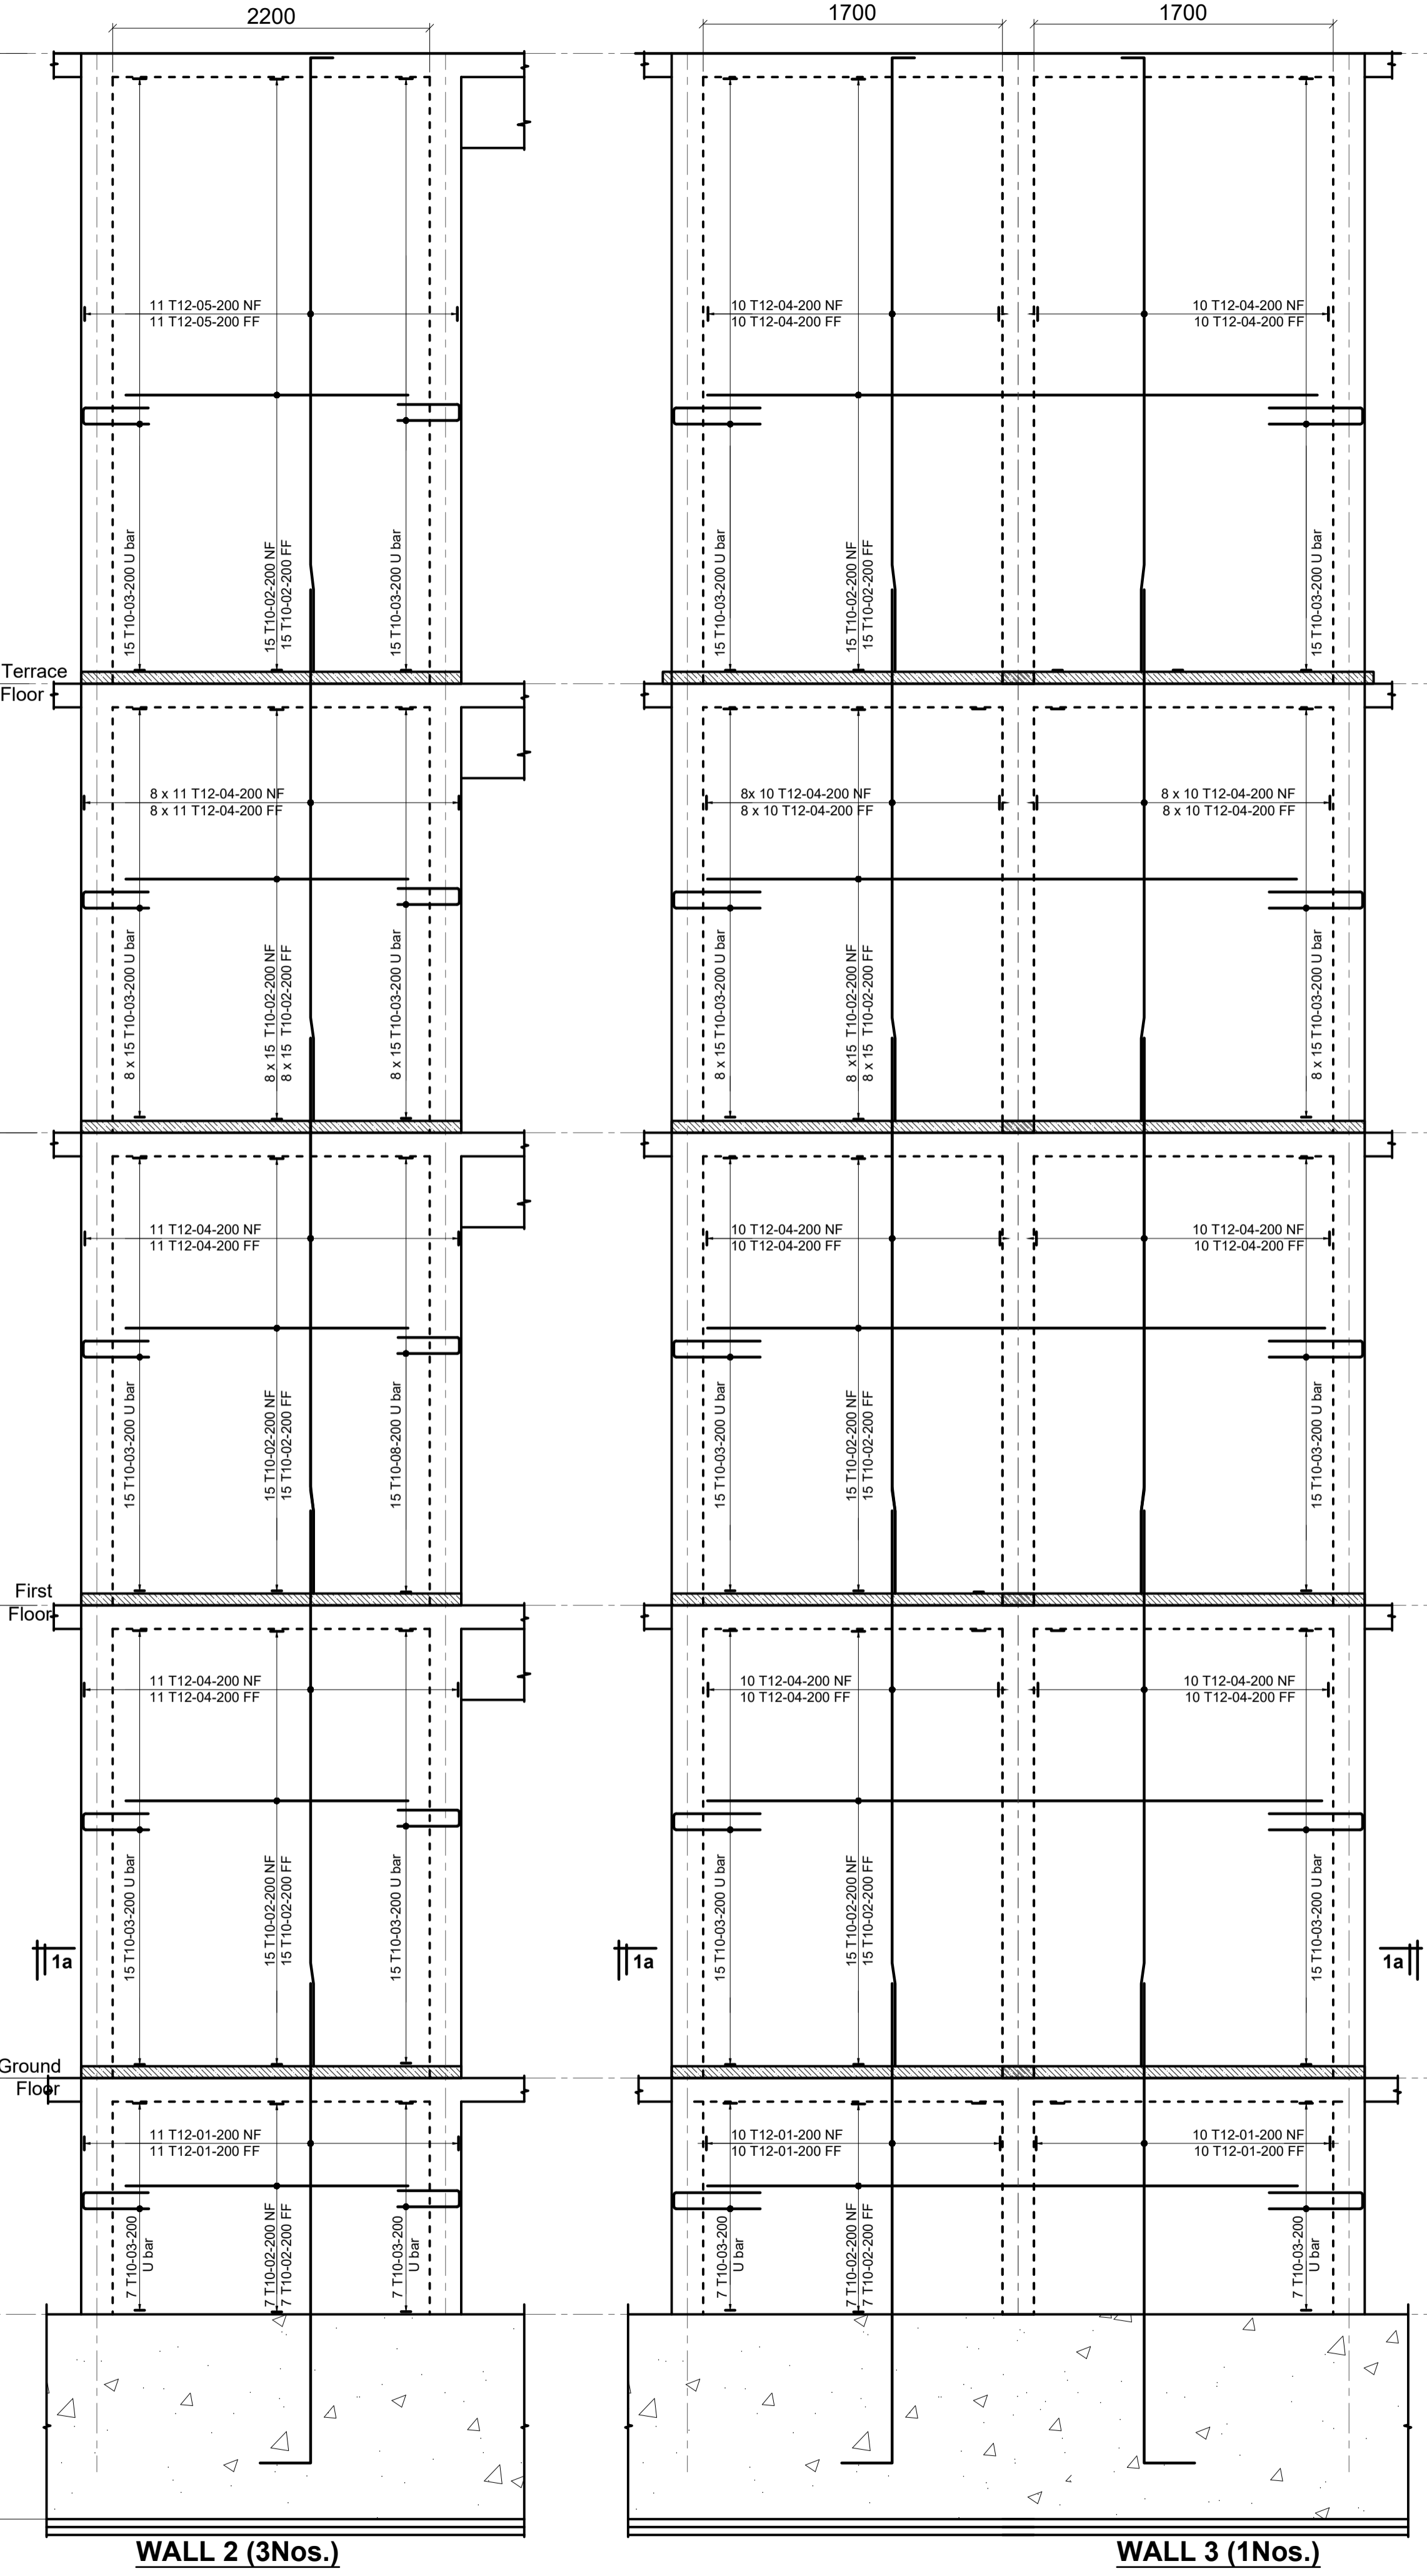 2200
1700
1700
11 T12-05-200 NF
11 T12-05-200 FF
10 T12-04-200 NF
10 T12-04-200 FF
10 T12-04-200 NF
10 T12-04-200 FF
15 T10-03-200 U bar
15 T10-02-200 NF
15 T10-02-200 FF
15 T10-03-200 U bar
15 T10-03-200 U bar
15 T10-02-200 NF
15 T10-02-200 FF
15 T10-03-200 U bar
Terrace
Floor
8 x 11 T12-04-200 NF
8 x 11 T12-04-200 FF
8x 10 T12-04-200 NF
8 x 10 T12-04-200 FF
8 x 10 T12-04-200 NF
8 x 10 T12-04-200 FF
8 x 15 T10-03-200 U bar
8 x 15 T10-02-200 NF
8 x 15 T10-02-200 FF
8 x 15 T10-03-200 U bar
8 x 15 T10-03-200 U bar
8 x15 T10-02-200 NF
8 x 15 T10-02-200 FF
8 x 15 T10-03-200 U bar
11 T12-04-200 NF
11 T12-04-200 FF
10 T12-04-200 NF
10 T12-04-200 FF
10 T12-04-200 NF
10 T12-04-200 FF
15 T10-03-200 U bar
15 T10-02-200 NF
15 T10-02-200 FF
15 T10-08-200 U bar
15 T10-03-200 U bar
15 T10-02-200 NF
15 T10-02-200 FF
15 T10-03-200 U bar
First
Floor
11 T12-04-200 NF
11 T12-04-200 FF
10 T12-04-200 NF
10 T12-04-200 FF
10 T12-04-200 NF
10 T12-04-200 FF
15 T10-03-200 U bar
15 T10-02-200 NF
15 T10-02-200 FF
15 T10-03-200 U bar
15 T10-03-200 U bar
15 T10-02-200 NF
15 T10-02-200 FF
15 T10-03-200 U bar
1a
1a
1a
Ground
Floor
11 T12-01-200 NF
11 T12-01-200 FF
10 T12-01-200 NF
10 T12-01-200 FF
10 T12-01-200 NF
10 T12-01-200 FF
7 T10-03-200
U bar
7 T10-02-200 NF
7 T10-02-200 FF
7 T10-03-200
U bar
7 T10-03-200
U bar
7 T10-02-200 NF
7 T10-02-200 FF
7 T10-03-200
U bar
WALL 2 (3Nos.)
WALL 3 (1Nos.)